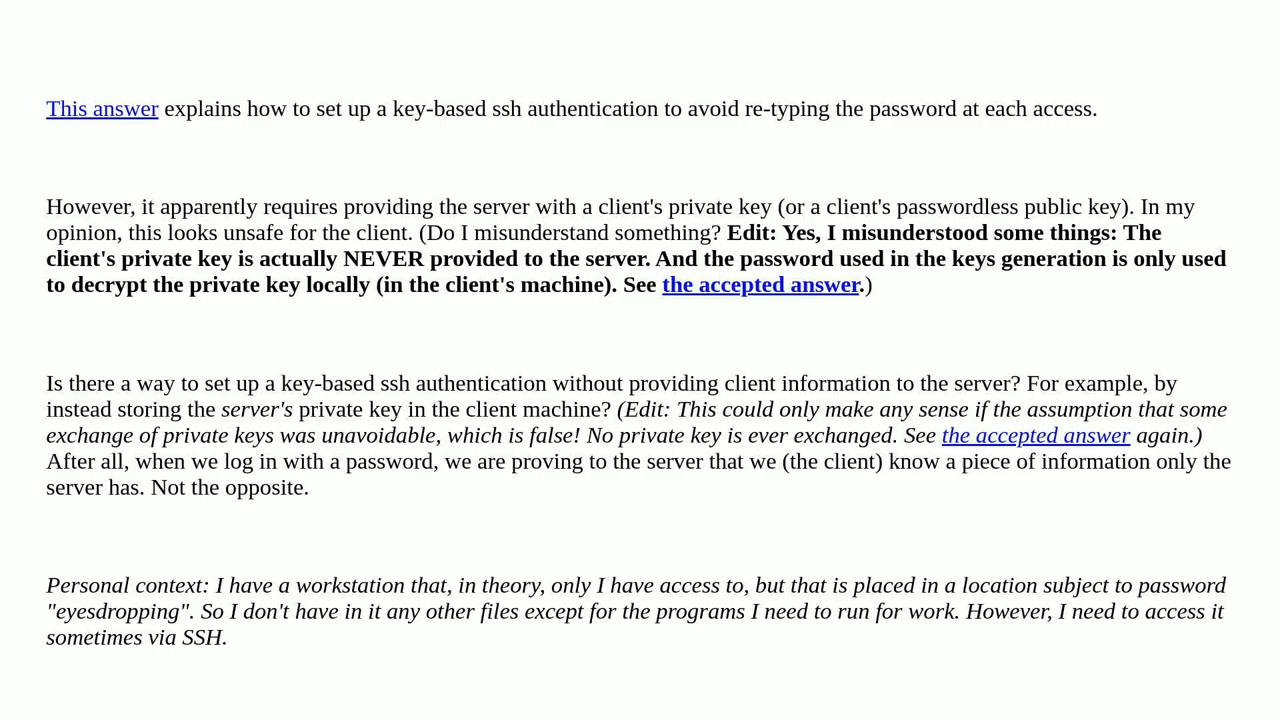 This answer explains how to set up a key-based ssh authentication to avoid re-typing the password at each access.
However, it apparently requires providing the server with a client's private key (or a client's passwordless public key). In my
opinion, this looks unsafe for the client. (Do I misunderstand something? Edit: Yes, I misunderstood some things: The
client's private key is actually NEVER provided to the server. And the password used in the keys generation is only used
to decrypt the private key locally (in the client's machine). See the accepted answer.)
Is there a way to set up a key-based ssh authentication without providing client information to the server? For example, by
instead storing the server's private key in the client machine? (Edit: This could only make any sense if the assumption that some
exchange of private keys was unavoidable, which is false! No private key is ever exchanged. See the accepted answer again.)
After all, when we log in with a password, we are proving to the server that we (the client) know a piece of information only the
server has. Not the opposite.
Personal context: I have a workstation that, in theory, only I have access to, but that is placed in a location subject to password
"eyesdropping". So I don't have in it any other files except for the programs I need to run for work. However, I need to access it
sometimes via SSH.